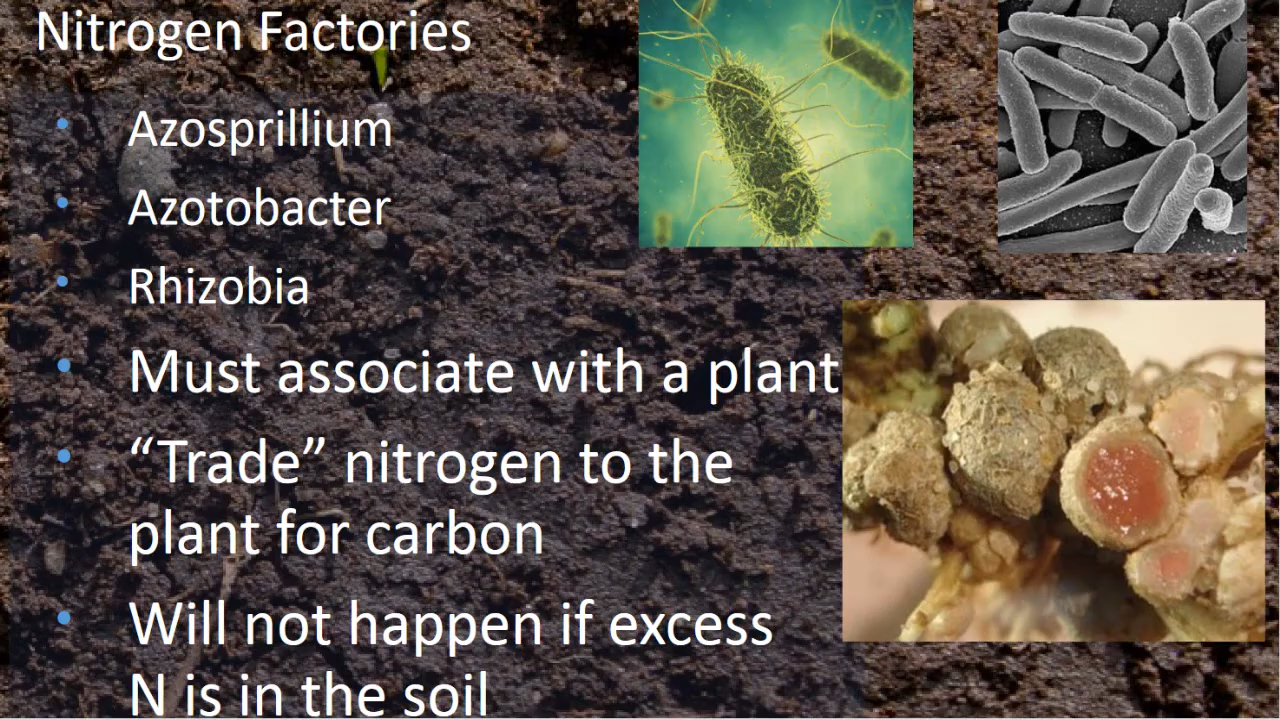 Nitrogen Factories
Azosprillium
Azotobacter
Rhizobia
Must associate with a plant
“Trade” nitrogen to the
plant for carbon
Will not happen if excess
N is in the soil